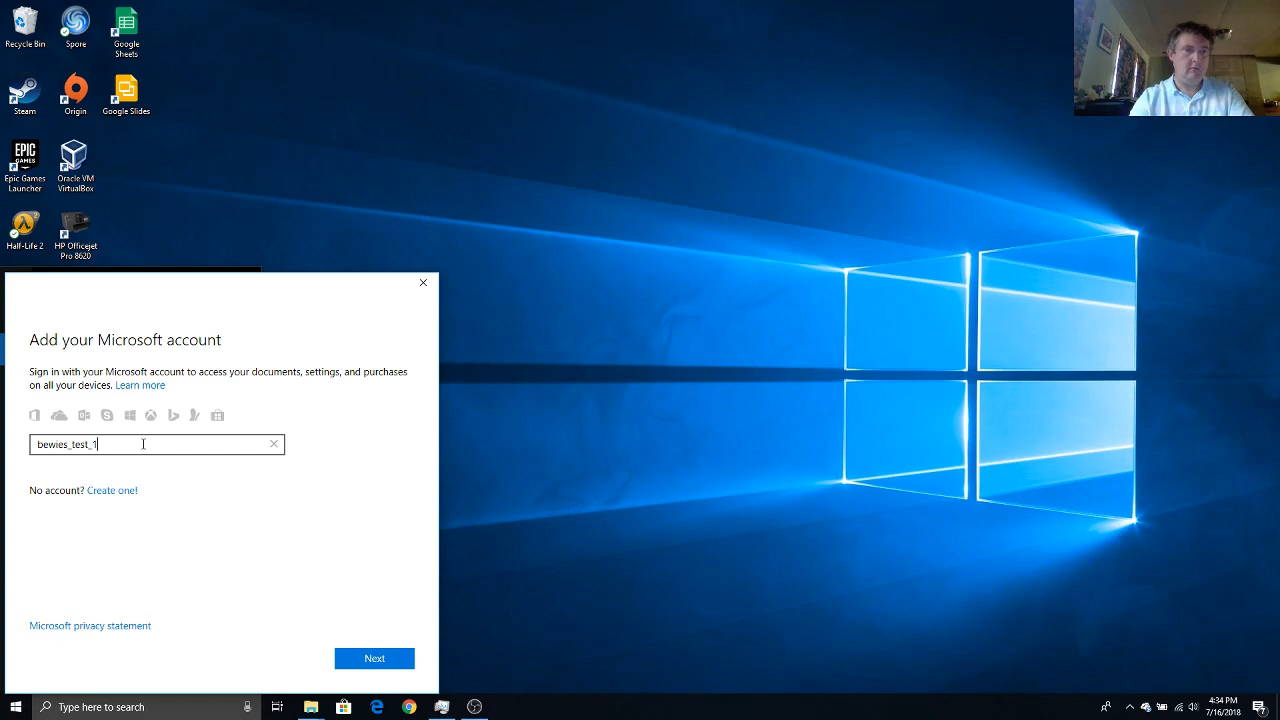 Recycle Bin
Spore
Google Sheets
Steam
Origin
Google Slides
EPIC GAMES
Epic Games Launcher
Oracle VM VirtualBox
Half-Life 2
HP Officejet Pro 8620
Add your Microsoft account
Sign in with your Microsoft account to access your documents, settings, and purchases
on all your devices. Learn more
bewies_test_1
No account? Create one!
Microsoft privacy statement
Next
Type here to search
4:34 PM
7/16/2018